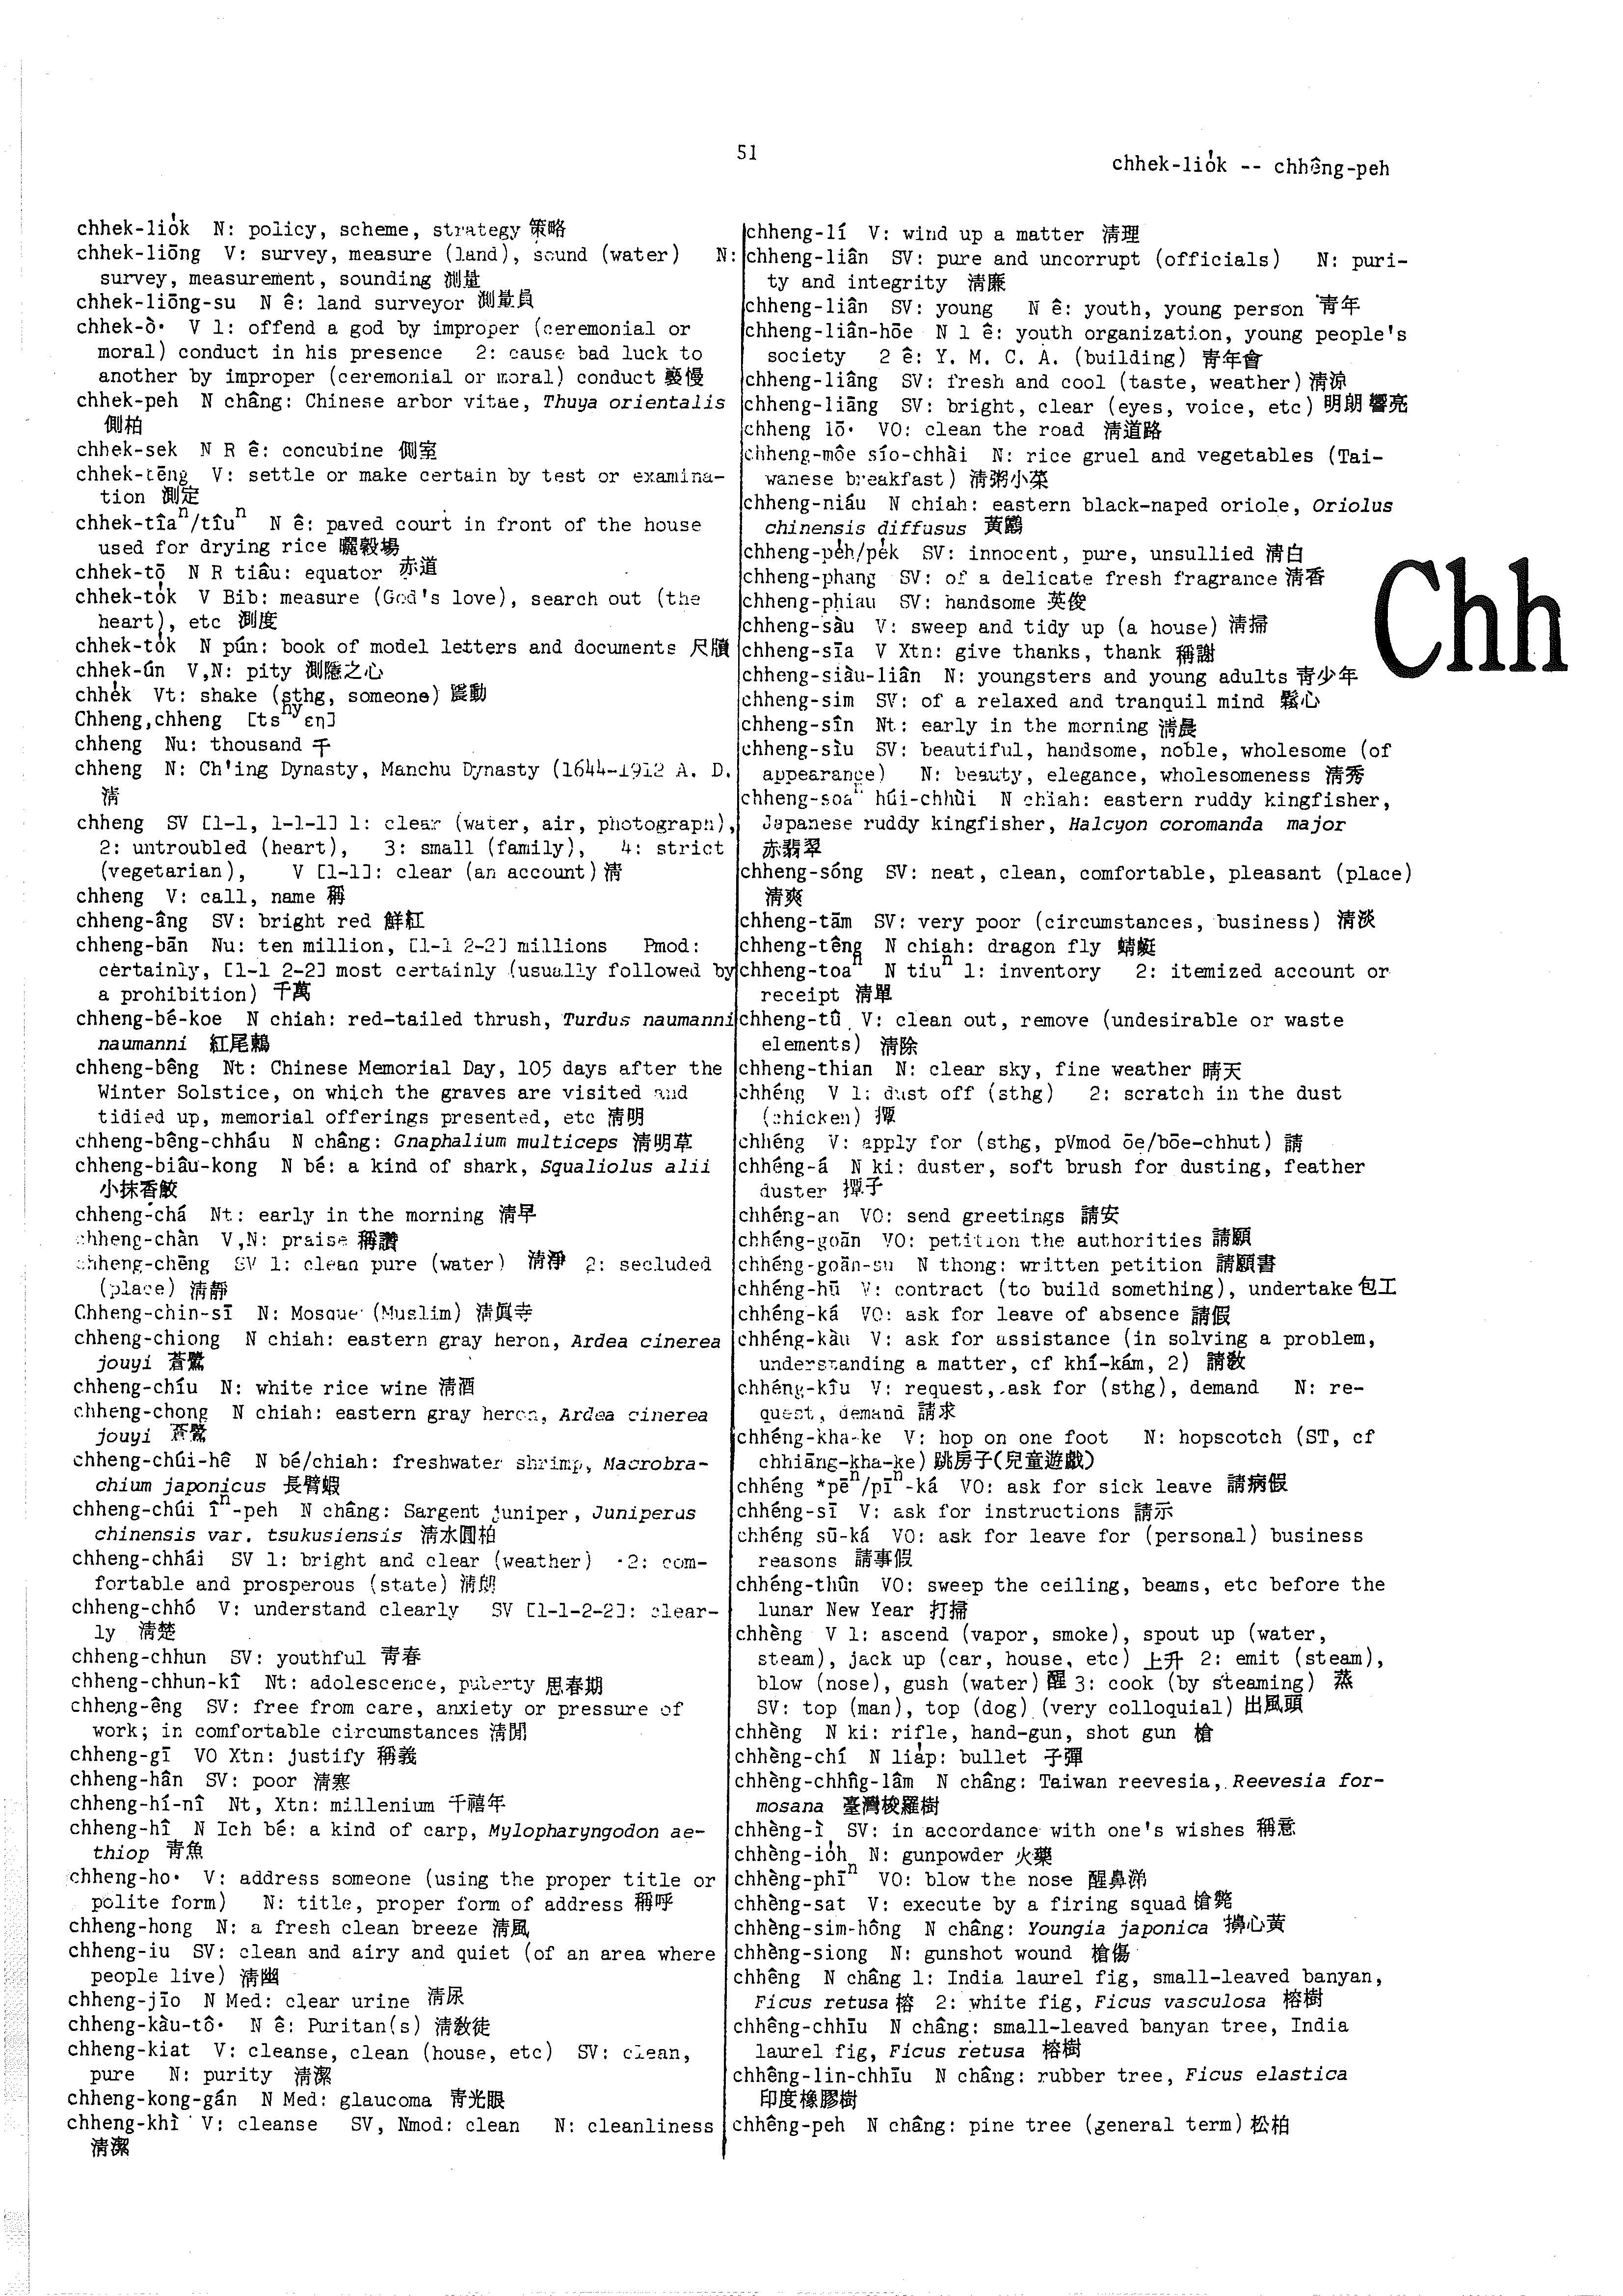 51
chhek-lio̍k -- chhêng-peh
chhek-lio̍k N: policy, scheme, strategy 策略
chhek-liōng V: survey, measure (land), sound (water) N:
survey, measurement, sounding 測量
chhek-liōng-su N ê: land surveyor 測量員
chhek-ò· V 1: offend a god by improper (ceremonial or
moral) conduct in his presence 2: cause bad luck to
another by improper (ceremonial or moral) conduct 褻慢
chhek-peh N châng: Chinese arbor vitae, Thuya orientalis
側柏
chhek-sek N R ê: concubine 側室
chhek-tēng V: settle or make certain by test or examina-
tion 測定
chhek-tîaⁿ/tîuⁿ N ê: paved court in front of the house
used for drying rice 曬穀場
chhek-tō N R tiâu: equator 赤道
chhek-to̍k V Bib: measure (God's love), search out (the
heart), etc 測度
chhek-to̍k N pún: book of model letters and documents 尺牘
chhek-ún V,N: pity 測隱之心
chhe̍k Vt: shake (sthg, someone) 震動
Chheng,chheng [tsʰʸɛŋ]
chheng Nu: thousand 千
chheng N: Ch'ing Dynasty, Manchu Dynasty (1644-1912 A. D.
清
chheng SV [1-1, 1-1-1] 1: clear (water, air, photograph),
2: untroubled (heart), 3: small (family), 4: strict
(vegetarian), V [1-1]: clear (an account) 清
chheng V: call, name 稱
chheng-âng SV: bright red 鮮紅
chheng-bān Nu: ten million, [1-1 2-2] millions Pmod:
certainly, [1-1 2-2] most certainly (usually followed by
a prohibition) 千萬
chheng-bé-koe N chiah: red-tailed thrush, Turdus naumanni
naumanni 紅尾鶇
chheng-bêng Nt: Chinese Memorial Day, 105 days after the
Winter Solstice, on which the graves are visited and
tidied up, memorial offerings presented, etc 清明
chheng-bêng-chháu N châng: Gnaphalium multiceps 清明草
chheng-biâu-kong N bé: a kind of shark, Squaliolus alii
小抹香鮫
chheng-chá Nt: early in the morning 清早
chheng-chàn V,N: praise 稱讚
chheng-chēng SV 1: clean pure (water) 清淨 2: secluded
(place) 清靜
Chheng-chin-sī N: Mosque (Muslim) 清眞寺
chheng-chiong N chiah: eastern gray heron, Ardea cinerea
jouyi 蒼鷺
chheng-chíu N: white rice wine 清酒
chheng-chong N chiah: eastern gray heron, Ardea cinerea
jouyi 蒼鷺
chheng-chúi-hê N bé/chiah: freshwater shrimp, Macrobra-
chium japonicus 長臂蝦
chheng-chúi îⁿ-peh N châng: Sargent juniper, Juniperus
chinensis var. tsukusiensis 清水圓柏
chheng-chhái SV 1: bright and clear (weather) 2: com-
fortable and prosperous (state) 清朗
chheng-chhó V: understand clearly SV [1-1-2-2]: clear-
ly 清楚
chheng-chhun SV: youthful 靑春
chheng-chhun-kî Nt: adolescence, puberty 思春期
chheng-êng SV: free from care, anxiety or pressure of
work; in comfortable circumstances 清閒
chheng-gī VO Xtn: justify 稱義
chheng-hân SV: poor 清寒
chheng-hí-nî Nt, Xtn: millenium 千禧年
chheng-hî N Ich bé: a kind of carp, Mylopharyngodon ae-
thiop 靑魚
chheng-ho· V: address someone (using the proper title or
polite form) N: title, proper form of address 稱呼
chheng-hong N: a fresh clean breeze 清風
chheng-iu SV: clean and airy and quiet (of an area where
people live) 清幽
chheng-jīo N Med: clear urine 清尿
chheng-kàu-tô· N ê: Puritan(s) 清敎徒
chheng-kiat V: cleanse, clean (house, etc) SV: clean,
pure N: purity 清潔
chheng-kong-gán N Med: glaucoma 靑光眼
chheng-khì V: cleanse SV, Nmod: clean N: cleanliness
清潔
chheng-lí V: wind up a matter 清理
chheng-liân SV: pure and uncorrupt (officials) N: puri-
ty and integrity 清廉
chheng-liân SV: young N ê: youth, young person 靑年
chheng-liân-hōe N 1 ê: youth organization, young people's
society 2 ê: Y. M. C. A. (building) 靑年會
chheng-liâng SV: fresh and cool (taste, weather) 清涼
chheng-liāng SV: bright, clear (eyes, voice, etc) 明朗 響亮
chheng lō· VO: clean the road 清道路
chheng-môe sío-chhài N: rice gruel and vegetables (Tai-
wanese breakfast) 清粥小菜
chheng-niáu N chiah: eastern black-naped oriole, Oriolus
chinensis diffusus 黃鸝
chheng-pe̍h/pe̍k SV: innocent, pure, unsullied 清白
chheng-phang SV: of a delicate fresh fragrance 清香
chheng-phiau SV: handsome 英俊
chheng-sàu V: sweep and tidy up (a house) 清掃
chheng-sīa V Xtn: give thanks, thank 稱謝
chheng-siàu-liân N: youngsters and young adults 靑少年
chheng-sim SV: of a relaxed and tranquil mind 鬆心
chheng-sîn Nt: early in the morning 清晨
chheng-sìu SV: beautiful, handsome, noble, wholesome (of
appearance) N: beauty, elegance, wholesomeness 清秀
chheng-soaⁿ húi-chhùi N chiah: eastern ruddy kingfisher,
Japanese ruddy kingfisher, Halcyon coromanda major
赤翡翠
chheng-sóng SV: neat, clean, comfortable, pleasant (place)
清爽
chheng-tām SV: very poor (circumstances, business) 清淡
chheng-têng N chiah: dragon fly 蜻蜓
chheng-toaⁿ N tiuⁿ 1: inventory 2: itemized account or
receipt 清單
chheng-tû V: clean out, remove (undesirable or waste
elements) 清除
chheng-thian N: clear sky, fine weather 晴天
chhéng V 1: dust off (sthg) 2: scratch in the dust
(chicken) 撢
chhéng V: apply for (sthg, pVmod ōe/bōe-chhut) 請
chhéng-á N ki: duster, soft brush for dusting, feather
duster 撢子
chhéng-an VO: send greetings 請安
chhéng-goān VO: petition the authorities 請願
chhéng-goān-su N thong: written petition 請願書
chhéng-hū V: contract (to build something), undertake 包工
chhéng-ká VO: ask for leave of absence 請假
chhéng-kàu V: ask for assistance (in solving a problem,
understanding a matter, cf khí-kám, 2) 請敎
chhéng-kîu V: request, ask for (sthg), demand N: re-
quest, demand 請求
chhéng-kha-ke V: hop on one foot N: hopscotch (ST, cf
chhiāng-kha-ke) 跳房子(兒童遊戲)
chhéng *pēⁿ/pīⁿ-ká VO: ask for sick leave 請病假
chhéng-sī V: ask for instructions 請示
chhéng sū-ká VO: ask for leave for (personal) business
reasons 請事假
chhéng-thûn VO: sweep the ceiling, beams, etc before the
lunar New Year 打掃
chhèng V 1: ascend (vapor, smoke), spout up (water,
steam), jack up (car, house, etc) 上升 2: emit (steam),
blow (nose), gush (water) 醒 3: cook (by steaming) 蒸
SV: top (man), top (dog) (very colloquial) 出風頭
chhèng N ki: rifle, hand-gun, shot gun 槍
chhèng-chí N lia̍p: bullet 子彈
chhèng-chhn̂g-lâm N châng: Taiwan reevesia, Reevesia for-
mosana 臺灣梭羅樹
chhèng-ì SV: in accordance with one's wishes 稱意
chhèng-io̍h N: gunpowder 火藥
chhèng-phīⁿ VO: blow the nose 醒鼻涕
chhèng-sat V: execute by a firing squad 槍斃
chhèng-sim-hông N châng: Youngia japonica 擤心黃
chhèng-siong N: gunshot wound 槍傷
chhêng N châng 1: India laurel fig, small-leaved banyan,
Ficus retusa 榕 2: white fig, Ficus vasculosa 榕樹
chhêng-chhīu N châng: small-leaved banyan tree, India
laurel fig, Ficus retusa 榕樹
chhêng-lin-chhīu N châng: rubber tree, Ficus elastica
印度橡膠樹
chhêng-peh N châng: pine tree (general term) 松柏
Chh